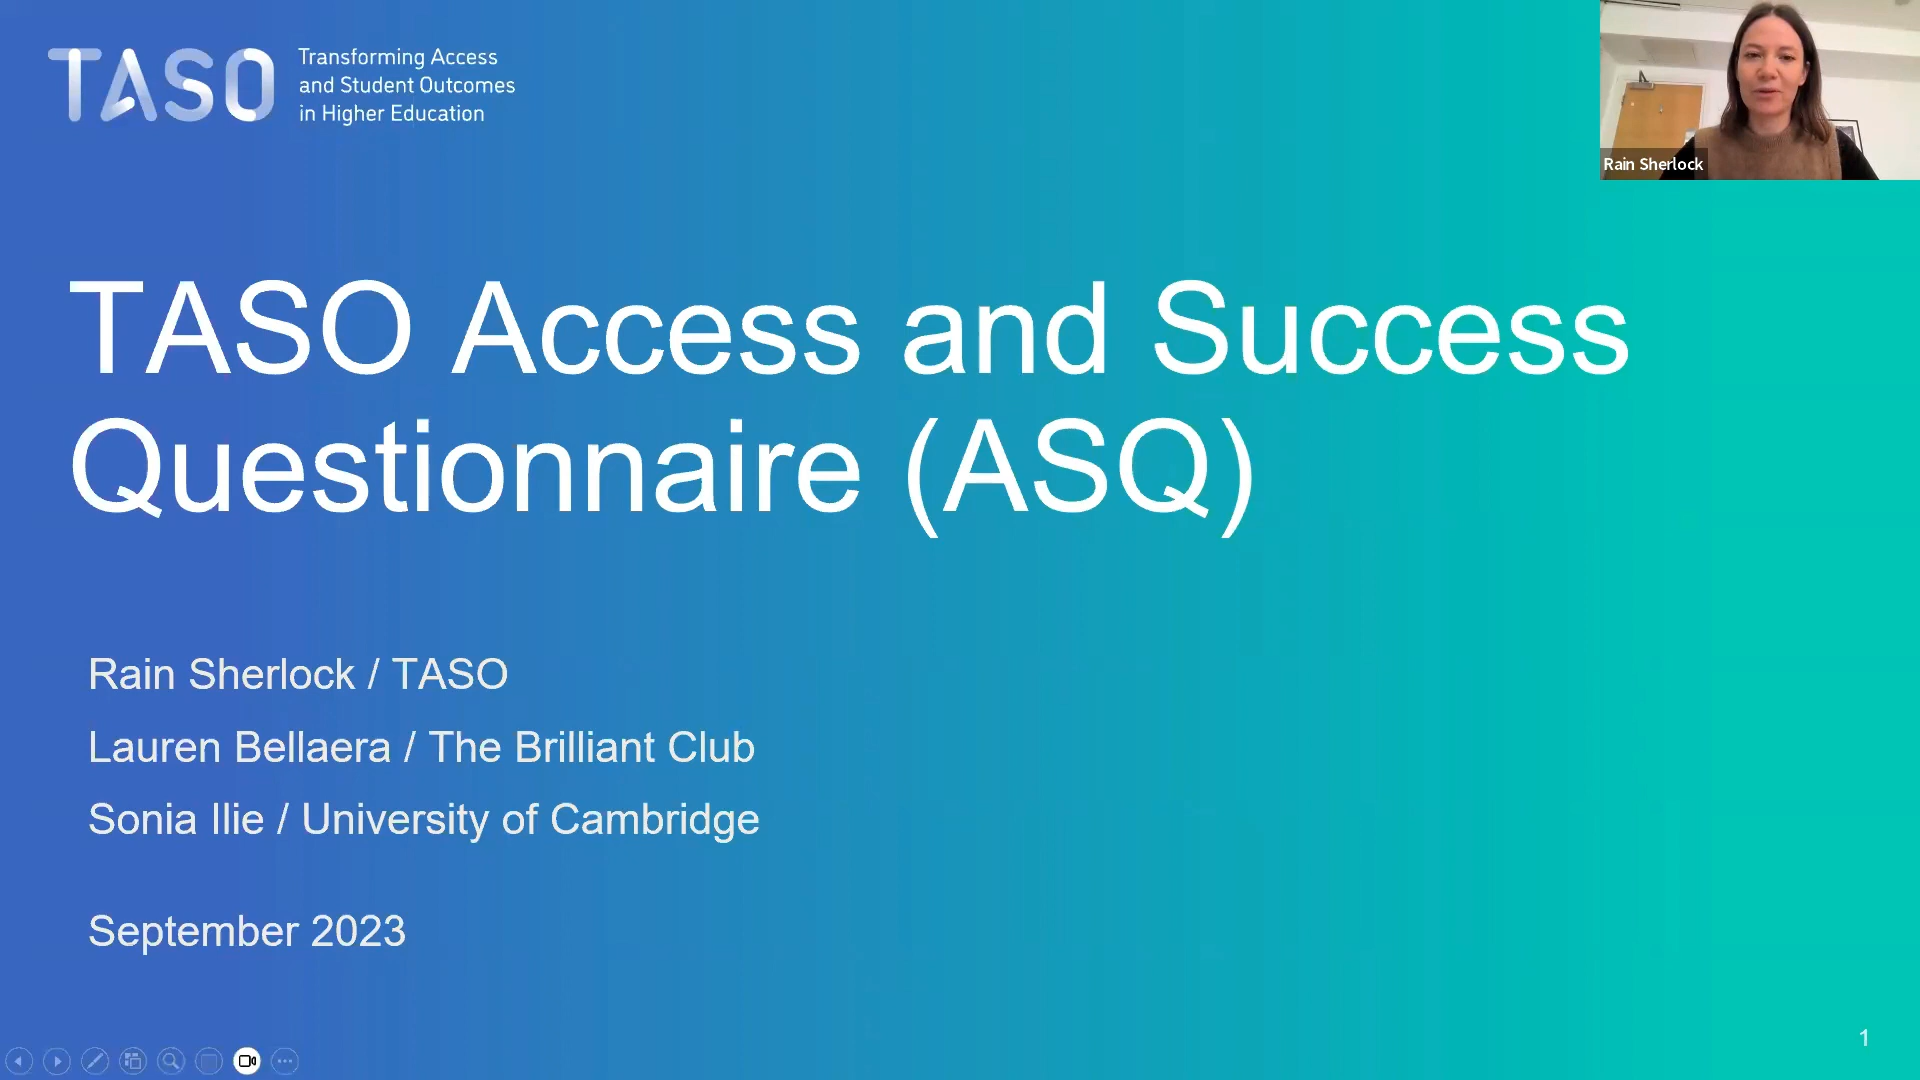 TASO
Transforming Access
and Student Outcomes
in Higher Education
Rain Sherlock
TASO Access and Success
Questionnaire (ASQ)
Rain Sherlock / TASO
Lauren Bellaera / The Brilliant Club
Sonia Ilie / University of Cambridge
September 2023
1